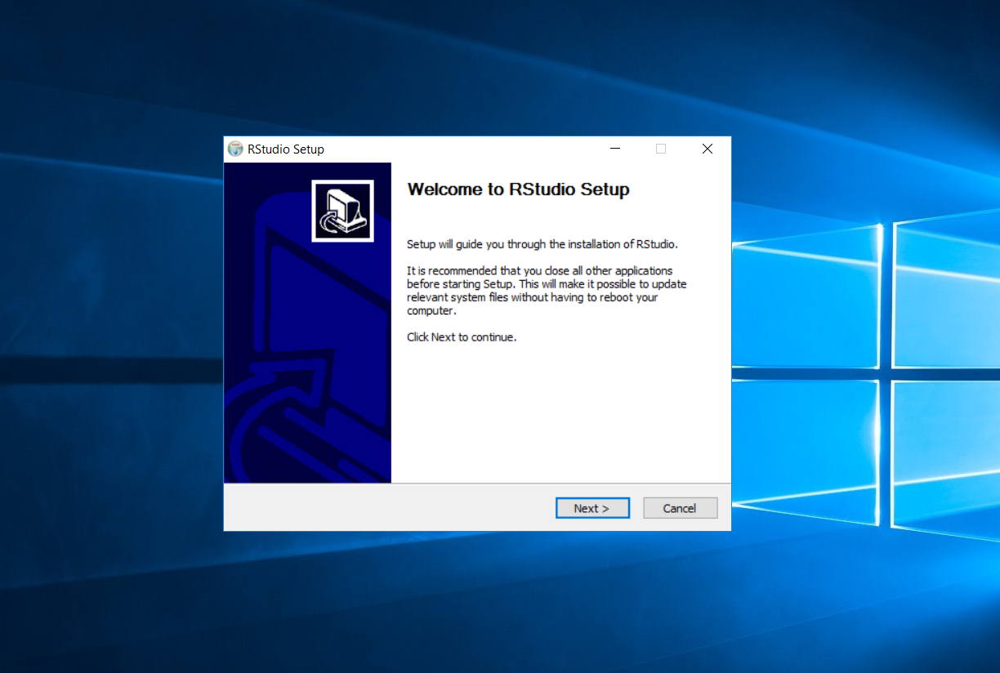 RStudio Setup
Welcome to RStudio Setup
Setup will guide you through the installation of RStudio.
It is recommended that you close all other applications
before starting Setup. This will make it possible to update
relevant system files without having to reboot your
computer.
Click Next to continue.
Next >
Cancel